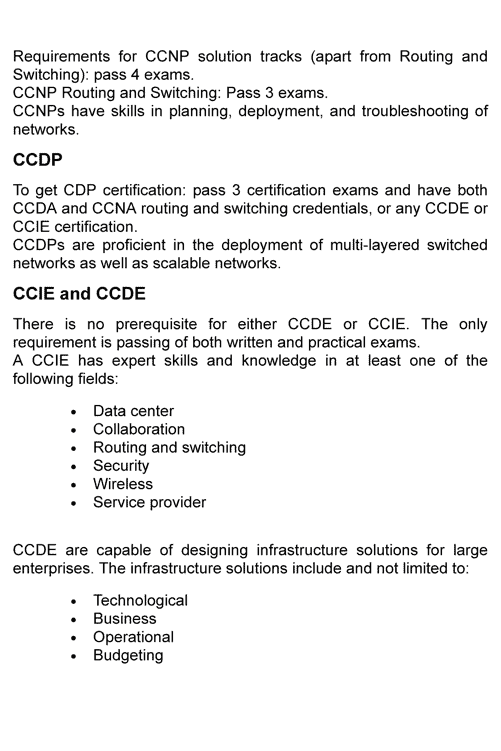 Requirements for CCNP solution tracks (apart from Routing and
Switching): pass 4 exams.
CCNP Routing and Switching: Pass 3 exams.
CCNPs have skills in planning, deployment, and troubleshooting of
networks.
CCDP
To get CDP certification: pass 3 certification exams and have both
CCDA and CCNA routing and switching credentials, or any CCDE or
CCIE certification.
CCDPs are proficient in the deployment of multi-layered switched
networks as well as scalable networks.
CCIE and CCDE
There is no prerequisite for either CCDE or CCIE. The only
requirement is passing of both written and practical exams.
A CCIE has expert skills and knowledge in at least one of the
following fields:
• Data center
• Collaboration
• Routing and switching
• Security
• Wireless
• Service provider
CCDE are capable of designing infrastructure solutions for large
enterprises. The infrastructure solutions include and not limited to:
• Technological
• Business
• Operational
• Budgeting